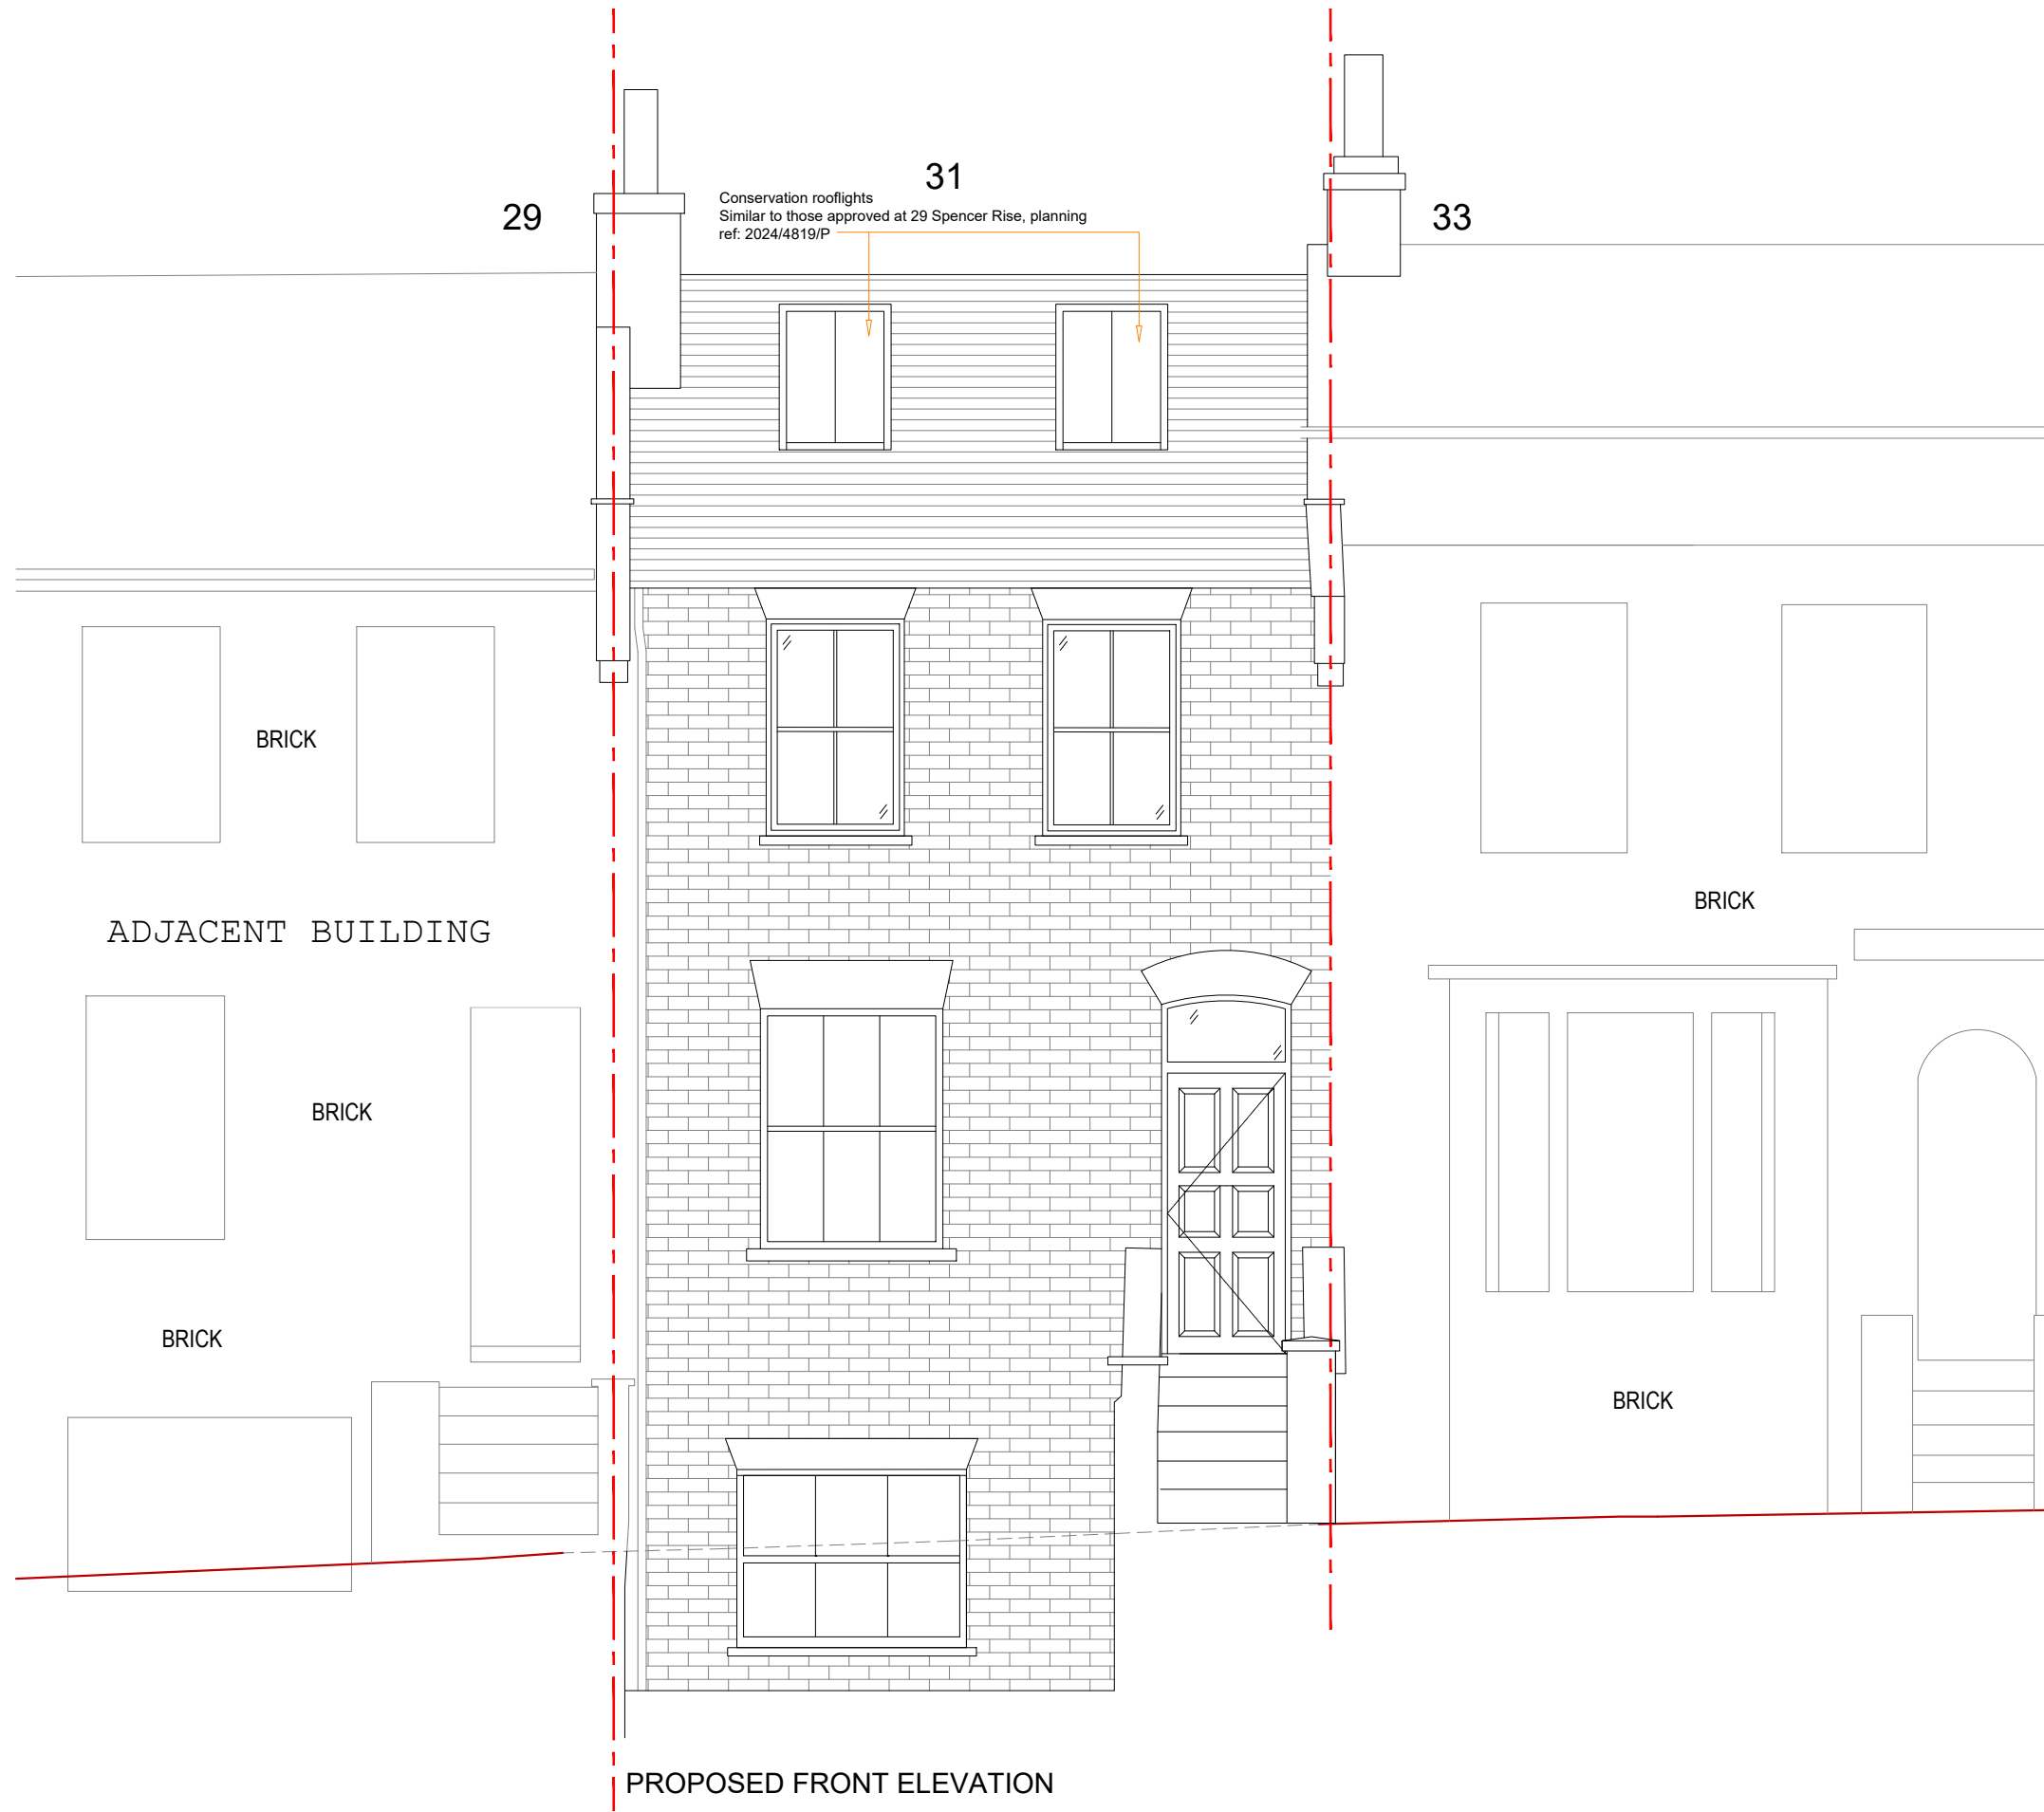 31
Conservation rooflights
Similar to those approved at 29 Spencer Rise, planning
ref: 2024/4819/P
29
33
BRICK
BRICK
ADJACENT BUILDING
BRICK
BRICK
BRICK
PROPOSED FRONT ELEVATION